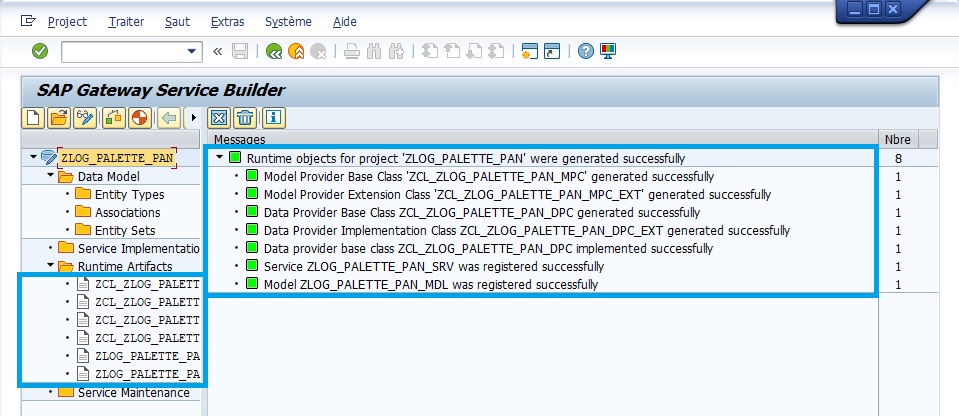 Project Traiter Saut Extras Système Aide
SAP Gateway Service Builder
Messages Nbre
ZLOG_PALETTE_PAN
Data Model
Entity Types
Associations
Entity Sets
Service Implementatio
Runtime Artifacts
ZCL_ZLOG_PALETT
ZCL_ZLOG_PALETT
ZCL_ZLOG_PALETT
ZCL_ZLOG_PALETT
ZLOG_PALETTE_PA
ZLOG_PALETTE_PA
Service Maintenance
Runtime objects for project 'ZLOG_PALETTE_PAN' were generated successfully 8
Model Provider Base Class 'ZCL_ZLOG_PALETTE_PAN_MPC' generated successfully 1
Model Provider Extension Class 'ZCL_ZLOG_PALETTE_PAN_MPC_EXT' generated successfully 1
Data Provider Base Class ZCL_ZLOG_PALETTE_PAN_DPC generated successfully 1
Data Provider Implementation Class ZCL_ZLOG_PALETTE_PAN_DPC_EXT generated successfully 1
Data provider base class ZCL_ZLOG_PALETTE_PAN_DPC implemented successfully 1
Service ZLOG_PALETTE_PAN_SRV was registered successfully 1
Model ZLOG_PALETTE_PAN_MDL was registered successfully 1